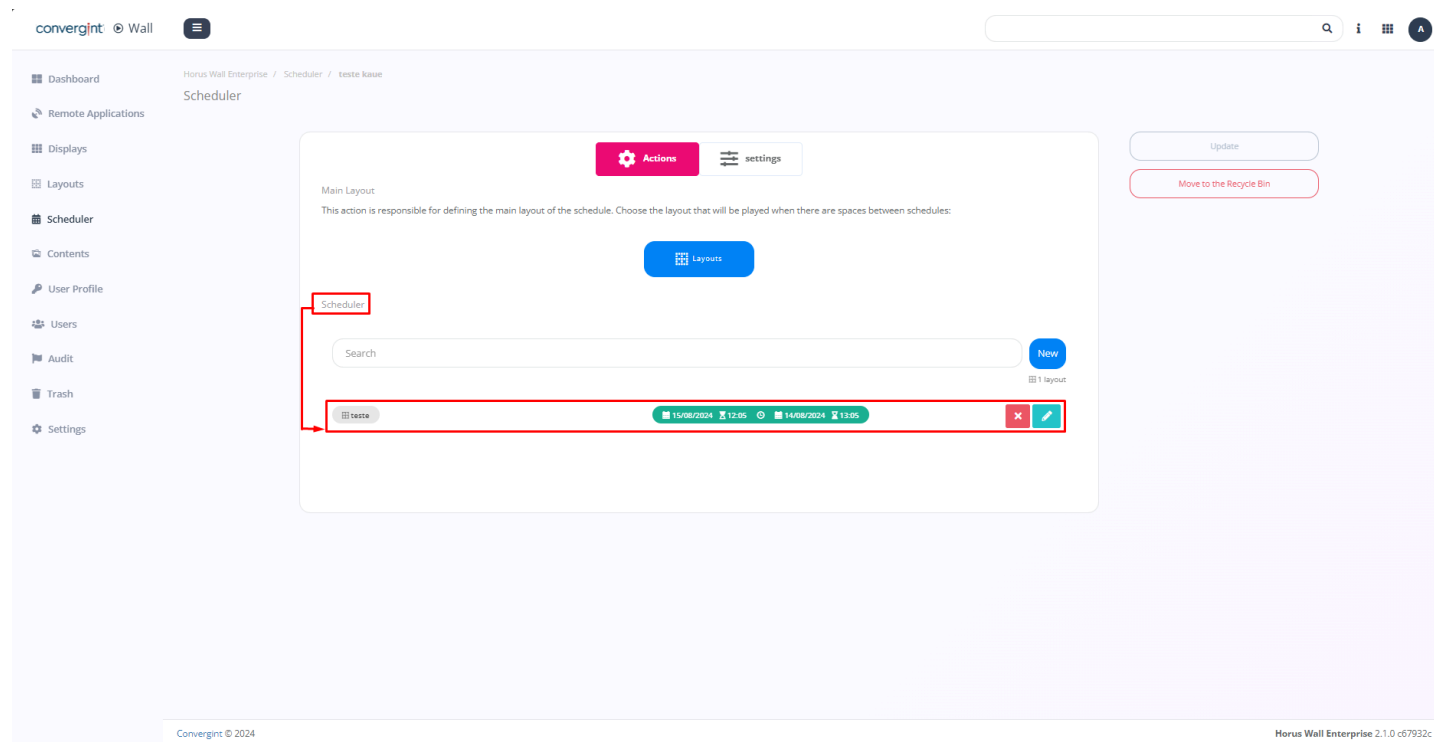 convergint Wall
A
Dashboard
Remote Applications
Displays
Layouts
Scheduler
Contents
User Profile
Users
Audit
Trash
Settings
Horus Wall Enterprise / Scheduler / teste kaue
Scheduler
Actions
settings
Main Layout
This action is responsible for defining the main layout of the schedule. Choose the layout that will be played when there are spaces between schedules:
Layouts
Scheduler
Search
New
1 layout
teste
15/08/2024 12:05 14/08/2024 13:05
Update
Move to the Recycle Bin
Convergint © 2024
Horus Wall Enterprise 2.1.0 c67932c